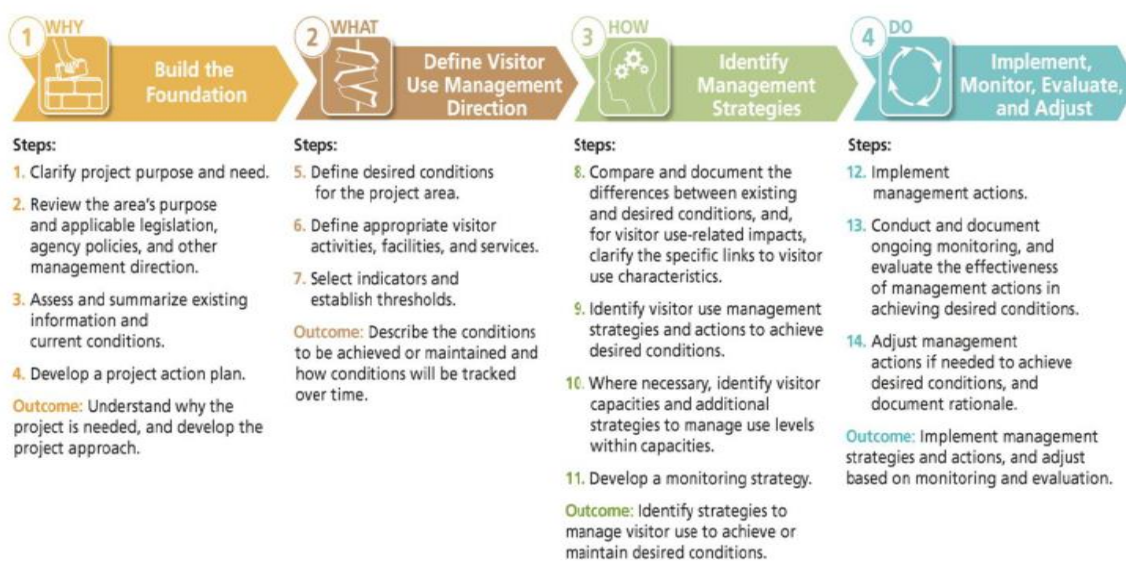 1 WHY
Build the
Foundation
Steps:
1. Clarify project purpose and need.
2. Review the area's purpose
and applicable legislation,
agency policies, and other
management direction.
3. Assess and summarize existing
information and
current conditions.
4. Develop a project action plan.
Outcome: Understand why the
project is needed, and develop the
project approach.
2 WHAT
Define Visitor
Use Management
Direction
Steps:
5. Define desired conditions
for the project area.
6. Define appropriate visitor
activities, facilities, and services.
7. Select indicators and
establish thresholds.
Outcome: Describe the conditions
to be achieved or maintained and
how conditions will be tracked
over time.
3 HOW
Identify
Management
Strategies
Steps:
8. Compare and document the
differences between existing
and desired conditions, and,
for visitor use-related impacts,
clarify the specific links to visitor
use characteristics.
9. Identify visitor use management
strategies and actions to achieve
desired conditions.
10. Where necessary, identify visitor
capacities and additional
strategies to manage use levels
within capacities.
11. Develop a monitoring strategy.
Outcome: Identify strategies to
manage visitor use to achieve or
maintain desired conditions.
4 DO
Implement,
Monitor, Evaluate,
and Adjust
Steps:
12. Implement
management actions.
13. Conduct and document
ongoing monitoring, and
evaluate the effectiveness
of management actions in
achieving desired conditions.
14. Adjust management
actions if needed to achieve
desired conditions, and
document rationale.
Outcome: Implement management
strategies and actions, and adjust
based on monitoring and evaluation.